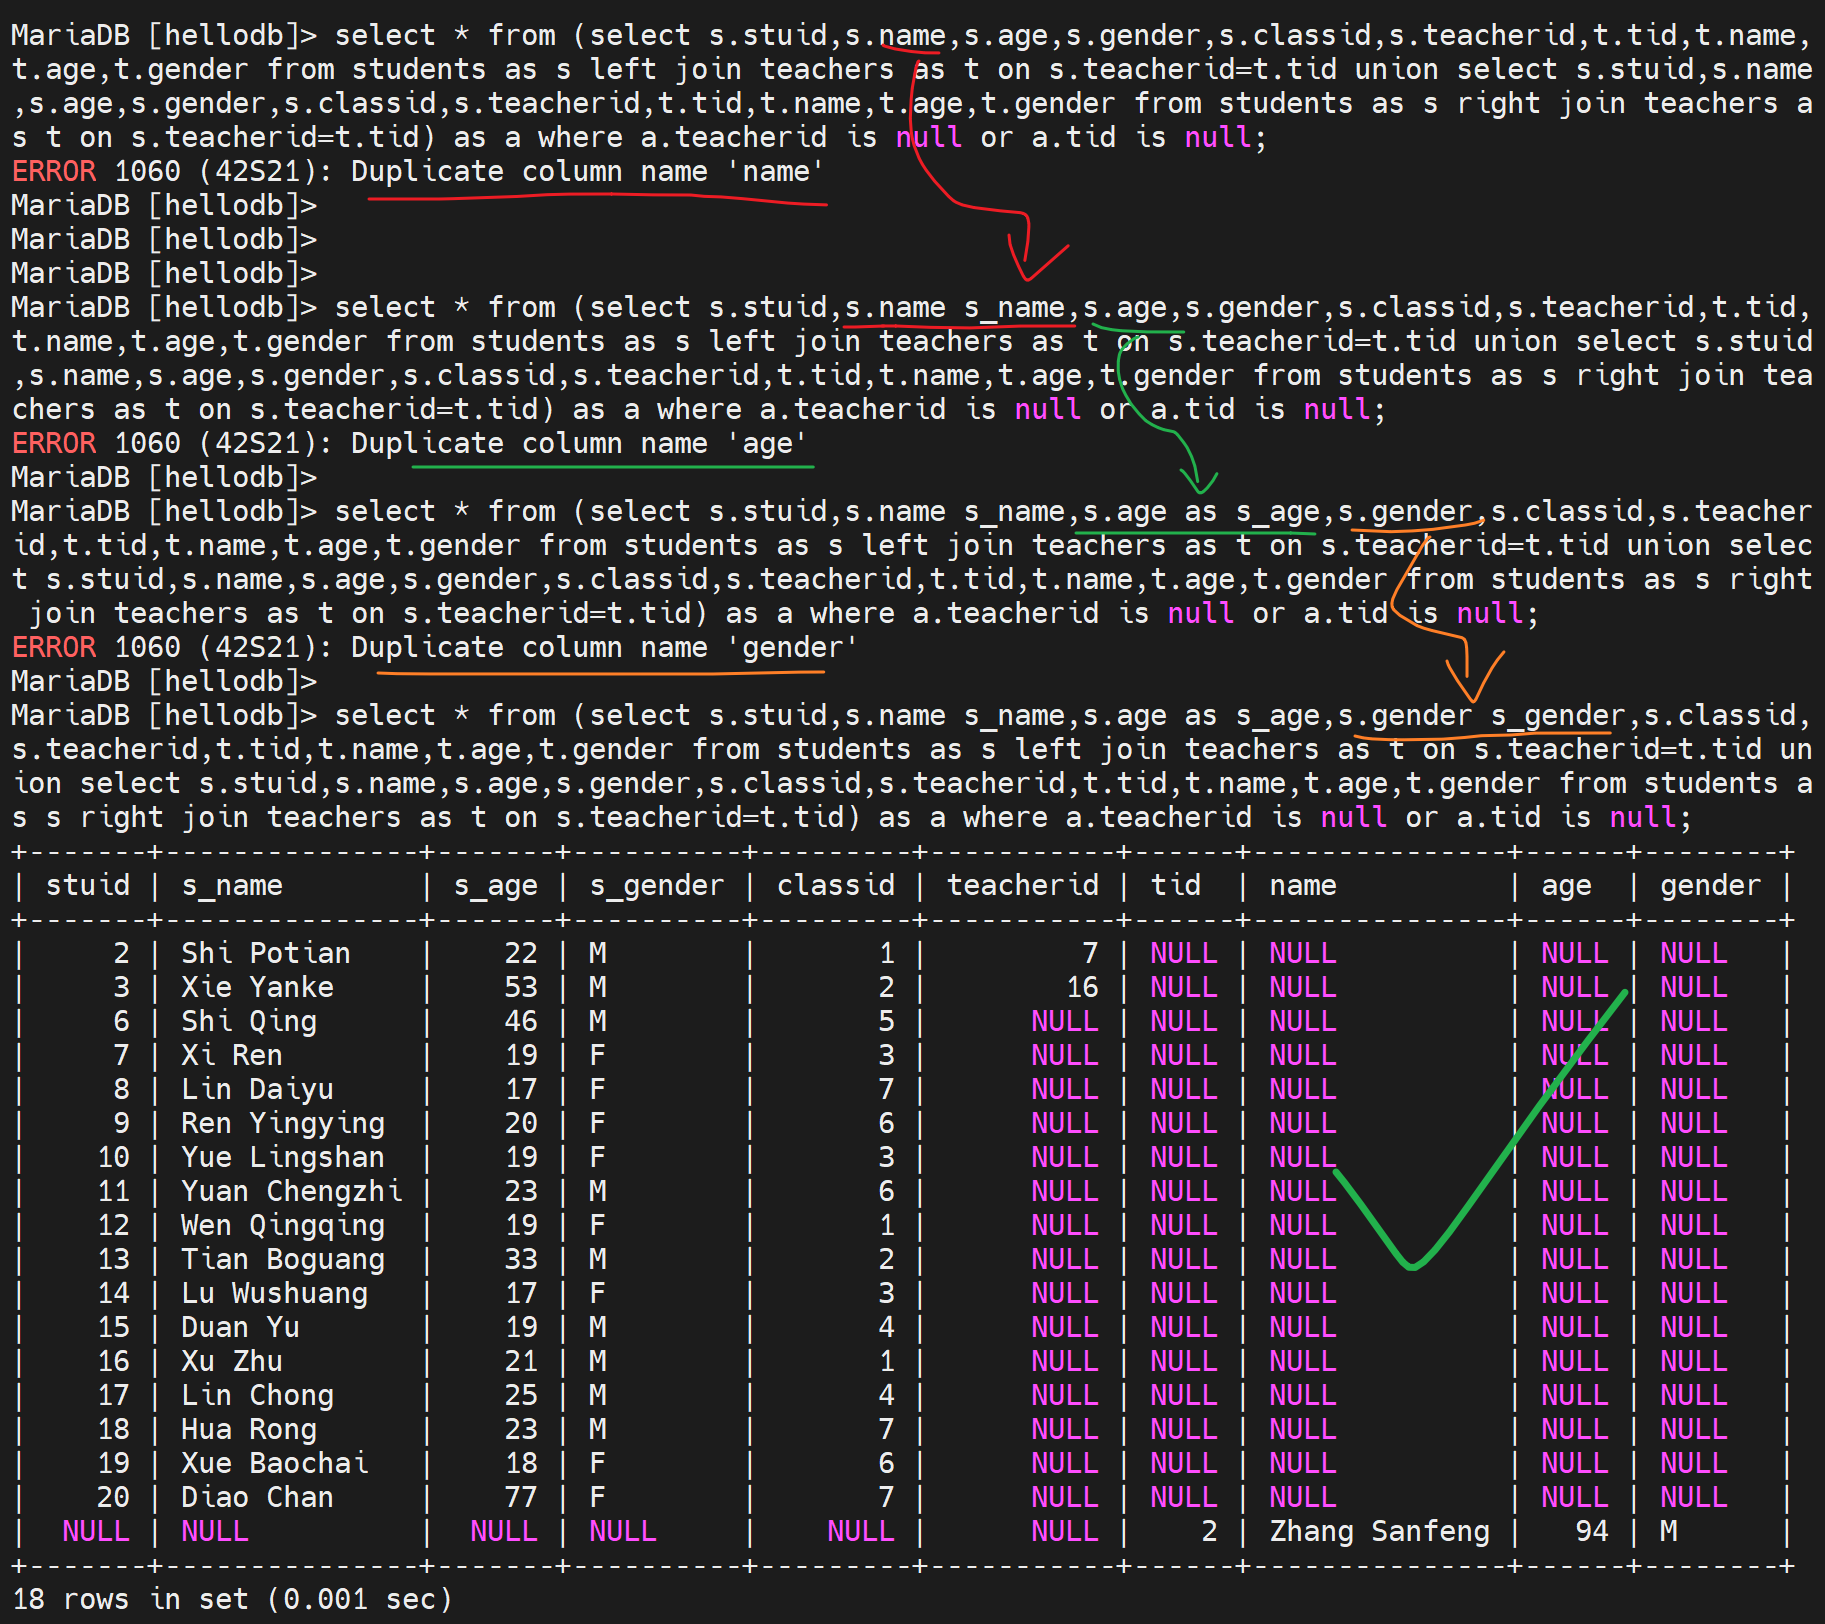 MariaDB [hellodb]> select * from (select s.stuid,s.name,s.age,s.gender,s.classid,s.teacherid,t.tid,t.name,
t.age,t.gender from students as s left join teachers as t on s.teacherid=t.tid union select s.stuid,s.name
,s.age,s.gender,s.classid,s.teacherid,t.tid,t.name,t.age,t.gender from students as s right join teachers a
s t on s.teacherid=t.tid) as a where a.teacherid is null or a.tid is null;
ERROR 1060 (42S21): Duplicate column name 'name'
MariaDB [hellodb]>
MariaDB [hellodb]>
MariaDB [hellodb]>
MariaDB [hellodb]> select * from (select s.stuid,s.name s_name,s.age,s.gender,s.classid,s.teacherid,t.tid,
t.name,t.age,t.gender from students as s left join teachers as t on s.teacherid=t.tid union select s.stuid
,s.name,s.age,s.gender,s.classid,s.teacherid,t.tid,t.name,t.age,t.gender from students as s right join tea
chers as t on s.teacherid=t.tid) as a where a.teacherid is null or a.tid is null;
ERROR 1060 (42S21): Duplicate column name 'age'
MariaDB [hellodb]>
MariaDB [hellodb]> select * from (select s.stuid,s.name s_name,s.age as s_age,s.gender,s.classid,s.teacher
id,t.tid,t.name,t.age,t.gender from students as s left join teachers as t on s.teacherid=t.tid union selec
t s.stuid,s.name,s.age,s.gender,s.classid,s.teacherid,t.tid,t.name,t.age,t.gender from students as s right
 join teachers as t on s.teacherid=t.tid) as a where a.teacherid is null or a.tid is null;
ERROR 1060 (42S21): Duplicate column name 'gender'
MariaDB [hellodb]>
MariaDB [hellodb]> select * from (select s.stuid,s.name s_name,s.age as s_age,s.gender s_gender,s.classid,
s.teacherid,t.tid,t.name,t.age,t.gender from students as s left join teachers as t on s.teacherid=t.tid un
ion select s.stuid,s.name,s.age,s.gender,s.classid,s.teacherid,t.tid,t.name,t.age,t.gender from students a
s s right join teachers as t on s.teacherid=t.tid) as a where a.teacherid is null or a.tid is null;
+-------+---------------+-------+----------+---------+-----------+------+---------------+------+--------+
| stuid | s_name        | s_age | s_gender | classid | teacherid | tid  | name          | age  | gender |
+-------+---------------+-------+----------+---------+-----------+------+---------------+------+--------+
|     2 | Shi Potian    |    22 | M        |       1 |         7 | NULL | NULL          | NULL | NULL   |
|     3 | Xie Yanke     |    53 | M        |       2 |        16 | NULL | NULL          | NULL | NULL   |
|     6 | Shi Qing      |    46 | M        |       5 |      NULL | NULL | NULL          | NULL | NULL   |
|     7 | Xi Ren        |    19 | F        |       3 |      NULL | NULL | NULL          | NULL | NULL   |
|     8 | Lin Daiyu     |    17 | F        |       7 |      NULL | NULL | NULL          | NULL | NULL   |
|     9 | Ren Yingying  |    20 | F        |       6 |      NULL | NULL | NULL          | NULL | NULL   |
|    10 | Yue Lingshan  |    19 | F        |       3 |      NULL | NULL | NULL          | NULL | NULL   |
|    11 | Yuan Chengzhi |    23 | M        |       6 |      NULL | NULL | NULL          | NULL | NULL   |
|    12 | Wen Qingqing  |    19 | F        |       1 |      NULL | NULL | NULL          | NULL | NULL   |
|    13 | Tian Boguang  |    33 | M        |       2 |      NULL | NULL | NULL          | NULL | NULL   |
|    14 | Lu Wushuang   |    17 | F        |       3 |      NULL | NULL | NULL          | NULL | NULL   |
|    15 | Duan Yu       |    19 | M        |       4 |      NULL | NULL | NULL          | NULL | NULL   |
|    16 | Xu Zhu        |    21 | M        |       1 |      NULL | NULL | NULL          | NULL | NULL   |
|    17 | Lin Chong     |    25 | M        |       4 |      NULL | NULL | NULL          | NULL | NULL   |
|    18 | Hua Rong      |    23 | M        |       7 |      NULL | NULL | NULL          | NULL | NULL   |
|    19 | Xue Baochai   |    18 | F        |       6 |      NULL | NULL | NULL          | NULL | NULL   |
|    20 | Diao Chan     |    77 | F        |       7 |      NULL | NULL | NULL          | NULL | NULL   |
|  NULL | NULL          |  NULL | NULL     |    NULL |      NULL |    2 | Zhang Sanfeng |   94 | M      |
+-------+---------------+-------+----------+---------+-----------+------+---------------+------+--------+
18 rows in set (0.001 sec)